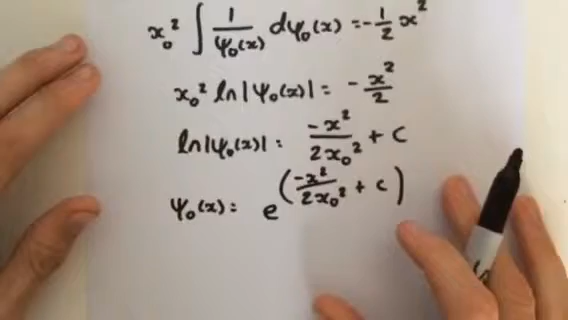 x₀² ∫ 1/ψ₀(x) dψ₀(x) = -1/2 x²
x₀² ln|ψ₀(x)| = -x²/2
ln|ψ₀(x)| = -x²/2x₀² + c
ψ₀(x) = e^(-x²/2x₀² + c)